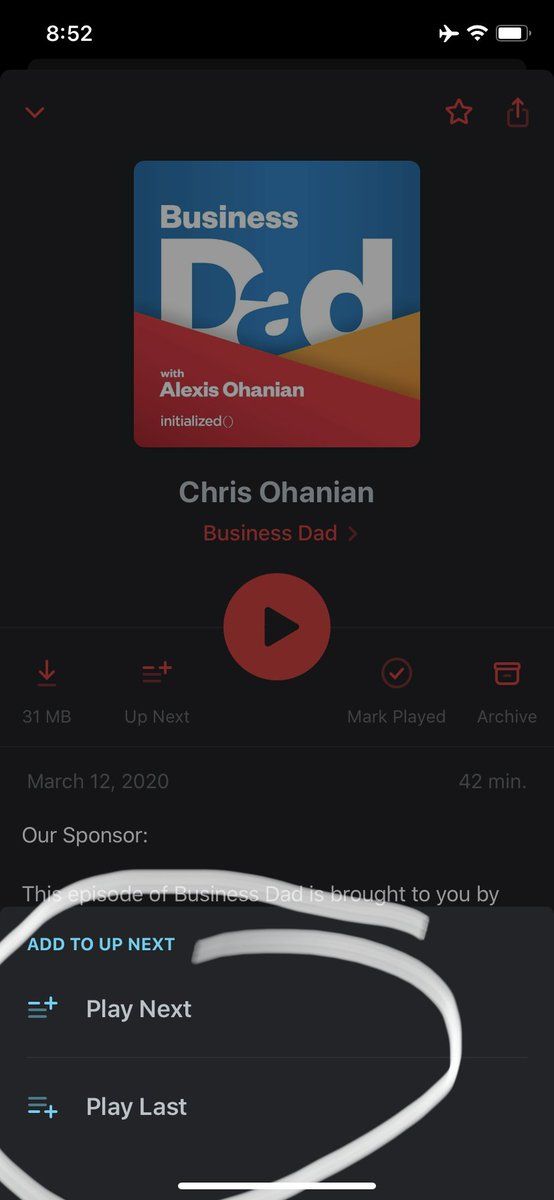 8:52
Business
Dad
with
Alexis Ohanian
initialized()
Chris Ohanian
Business Dad
31 MB
Up Next
Mark Played
Archive
March 12, 2020
42 min.
Our Sponsor:
This episode of Business Dad is brought to you by
ADD TO UP NEXT
Play Next
Play Last